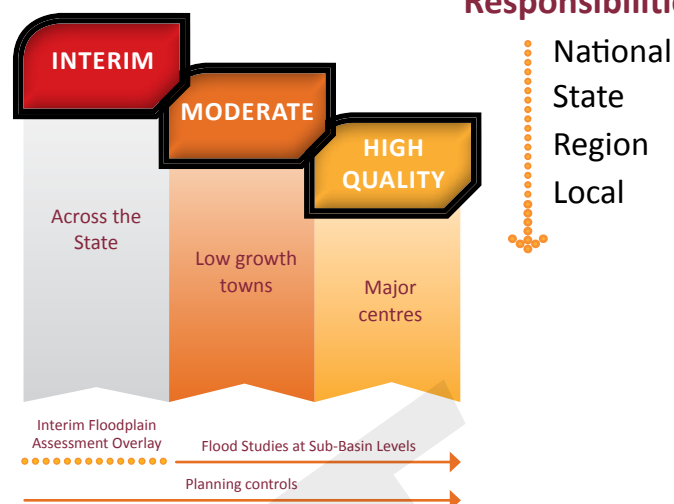 Responsibilitie
National
State
Region
Local
INTERIM
MODERATE
HIGH
QUALITY
Across the
State
Low growth
towns
Major
centres
Interim Floodplain
Assessment Overlay
Flood Studies at Sub-Basin Levels
Planning controls